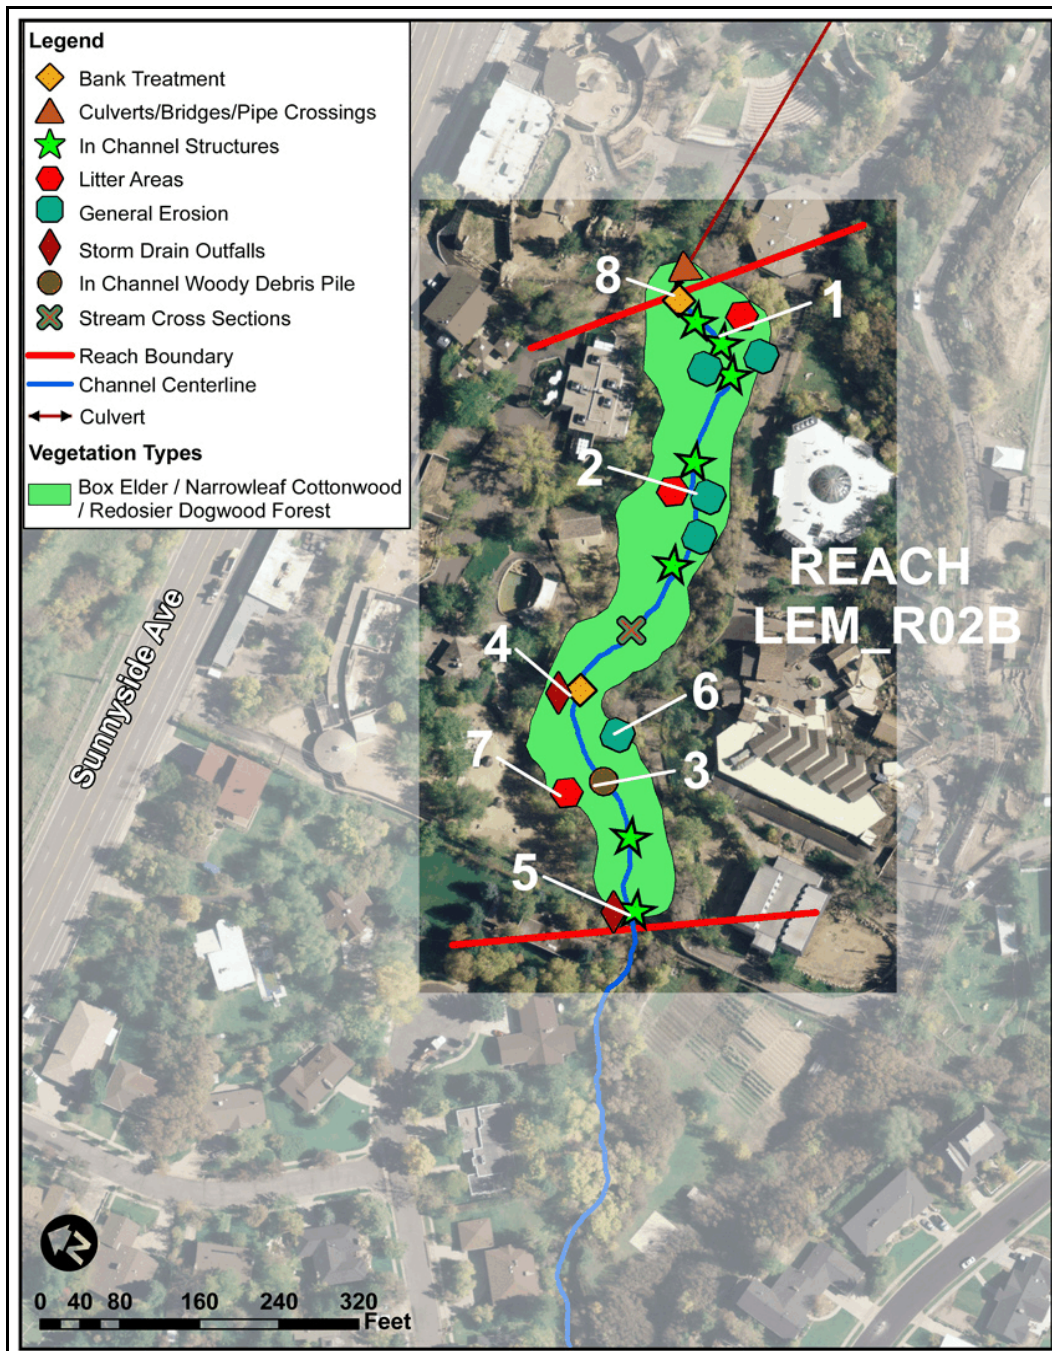 Legend
Bank Treatment
Culverts/Bridges/Pipe Crossings
In Channel Structures
Litter Areas
General Erosion
Storm Drain Outfalls
In Channel Woody Debris Pile
Stream Cross Sections
Reach Boundary
Channel Centerline
Culvert
Vegetation Types
Box Elder / Narrowleaf Cottonwood
/ Redosier Dogwood Forest
8
1
2
REACH
LEM_R02B
4
6
7
3
5
Sunnyside Ave
N
0 40 80 160 240 320
Feet